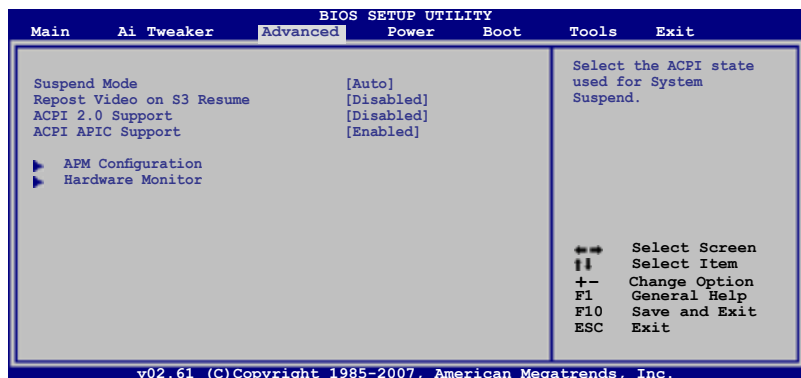 BIOS SETUP UTILITY
Main Ai Tweaker Advanced Power Boot Tools Exit
Suspend Mode [Auto]
Repost Video on S3 Resume [Disabled]
ACPI 2.0 Support [Disabled]
ACPI APIC Support [Enabled]
APM Configuration
Hardware Monitor
Select the ACPI state
used for System
Suspend.
Select Screen
Select Item
+- Change Option
F1 General Help
F10 Save and Exit
ESC Exit
v02.61 (C)Copyright 1985-2007, American Megatrends, Inc.